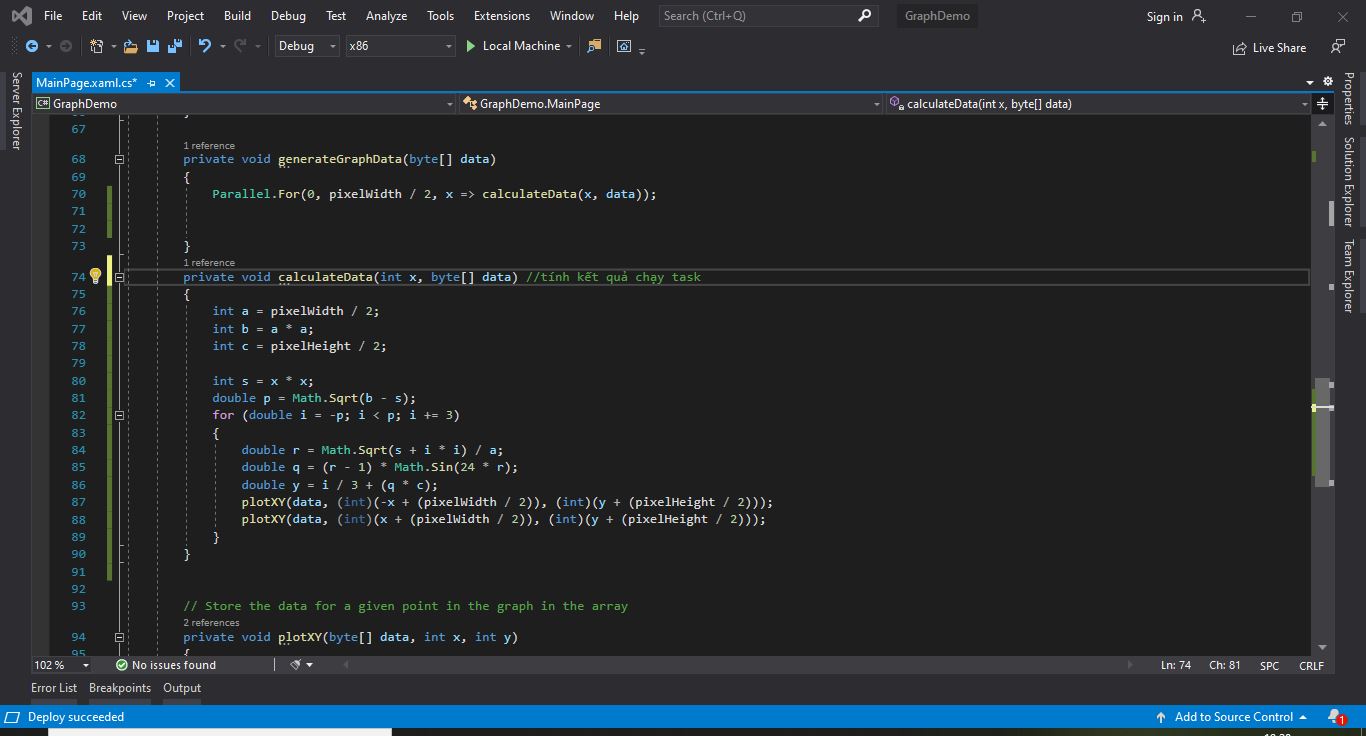 File Edit View Project Build Debug Test Analyze Tools Extensions Window Help Search (Ctrl+Q) GraphDemo Sign in
Debug x86 Local Machine Live Share
Server Explorer
MainPage.xaml.cs*
GraphDemo GraphDemo.MainPage calculateData(int x, byte[] data)
67
1 reference
68 private void generateGraphData(byte[] data)
69 {
70 Parallel.For(0, pixelWidth / 2, x => calculateData(x, data));
71
72
73 }
1 reference
74 private void calculateData(int x, byte[] data) //tính kết quả chạy task
75 {
76 int a = pixelWidth / 2;
77 int b = a * a;
78 int c = pixelHeight / 2;
79
80 int s = x * x;
81 double p = Math.Sqrt(b - s);
82 for (double i = -p; i < p; i += 3)
83 {
84 double r = Math.Sqrt(s + i * i) / a;
85 double q = (r - 1) * Math.Sin(24 * r);
86 double y = i / 3 + (q * c);
87 plotXY(data, (int)(-x + (pixelWidth / 2)), (int)(y + (pixelHeight / 2)));
88 plotXY(data, (int)(x + (pixelWidth / 2)), (int)(y + (pixelHeight / 2)));
89 }
90 }
91
92
93 // Store the data for a given point in the graph in the array
2 references
94 private void plotXY(byte[] data, int x, int y)
95 {
Properties
Solution Explorer
Team Explorer
102 % No issues found Ln: 74 Ch: 81 SPC CRLF
Error List Breakpoints Output
Deploy succeeded Add to Source Control 1